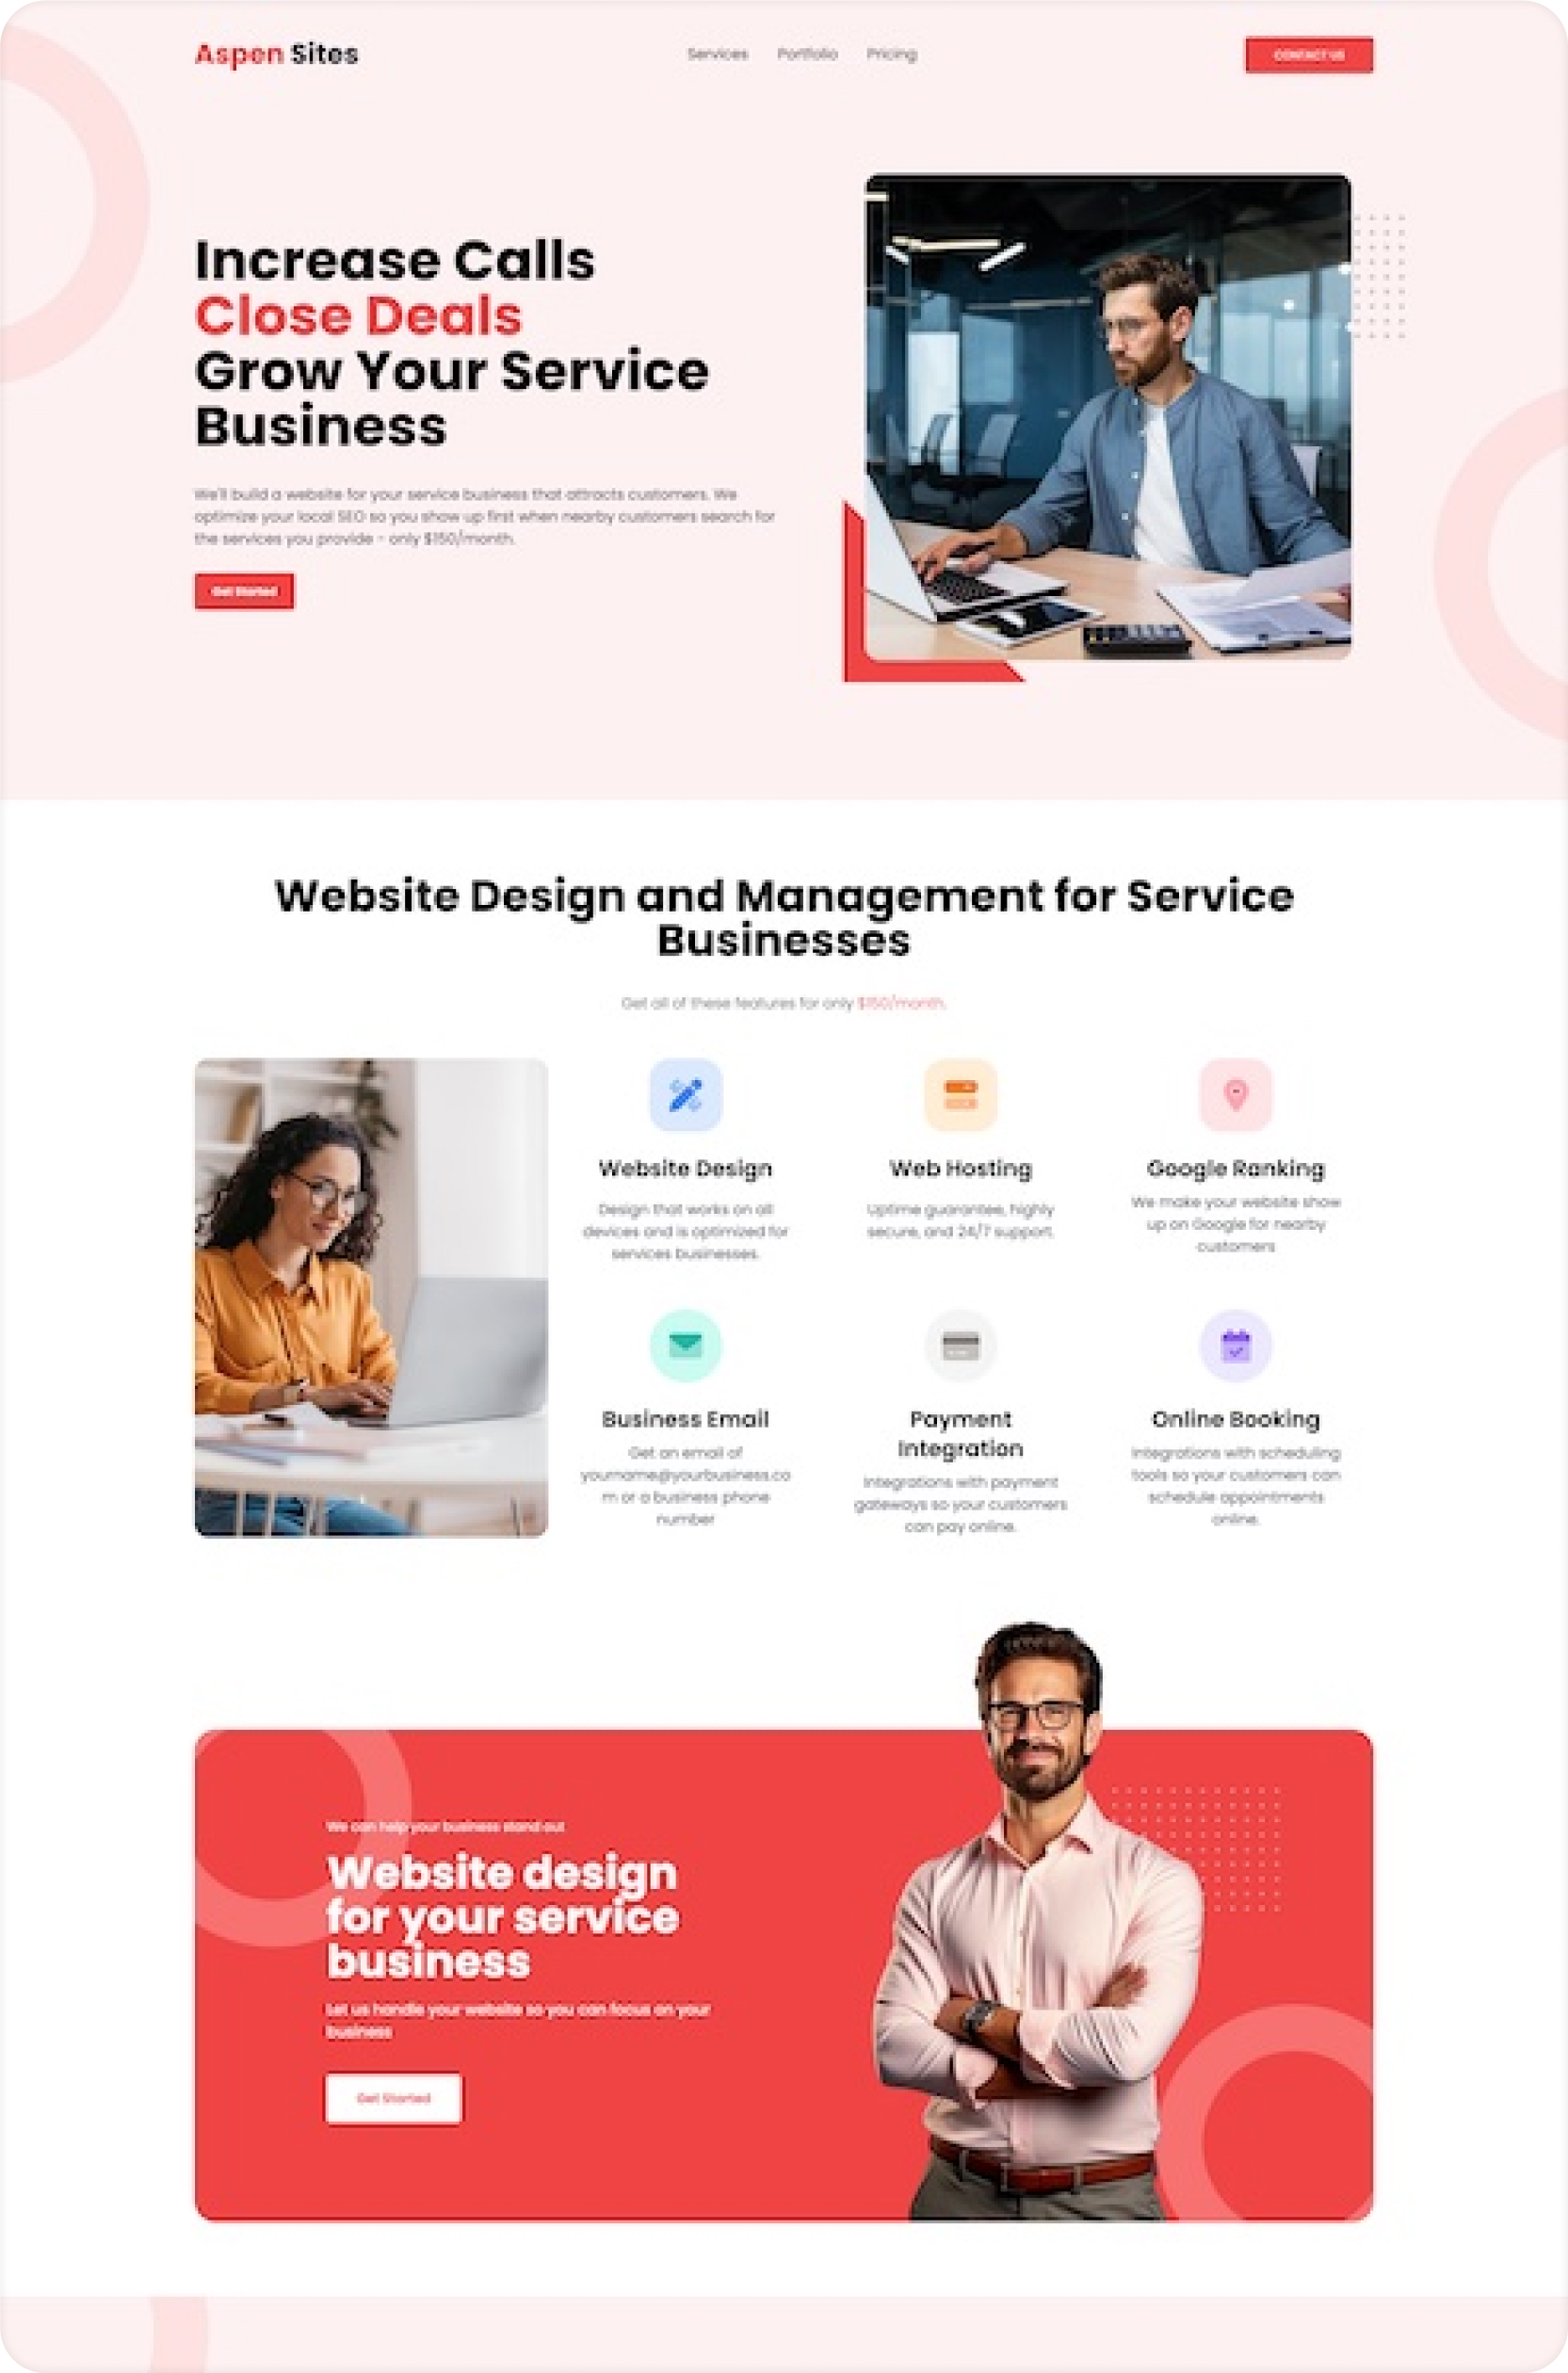 Aspen Sites
Services Portfolio Pricing
CONTACT US
Increase Calls
Close Deals
Grow Your Service
Business
We'll build a website for your service business that attracts customers. We
optimize your local SEO so you show up first when nearby customers search for
the services you provide - only $150/month.
Get Started
Website Design and Management for Service
Businesses
Get all of these features for only $150/month.
Website Design
Design that works on all
devices and is optimized for
services businesses.
Web Hosting
Uptime guarantee, highly
secure, and 24/7 support.
Google Ranking
We make your website show
up on Google for nearby
customers
Business Email
Get an email of
yourname@yourbusiness.co
m or a business phone
number
Payment
Integration
Integrations with payment
gateways so your customers
can pay online.
Online Booking
Integrations with scheduling
tools so your customers can
schedule appointments
online.
We can help your business stand out
Website design
for your service
business
Let us handle your website so you can focus on your
business
Get Started